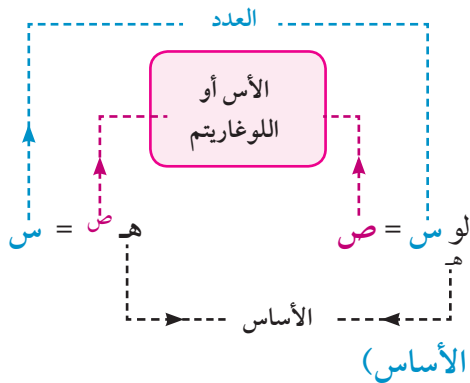 العدد
الأس أو
اللوغاريتم
لو هـ س = ص
هـ ص = س
الأساس
الأساس)